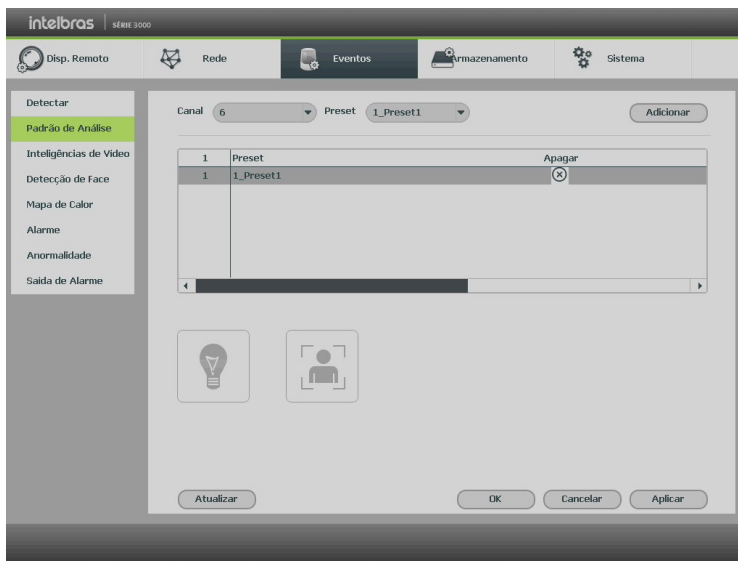 intelbras SÉRIE 3000
Disp. Remoto Rede Eventos Armazenamento Sistema
Detectar
Padrão de Análise
Inteligências de Vídeo
Detecção de Face
Mapa de Calor
Alarme
Anormalidade
Saída de Alarme
Canal 6 Preset 1_Preset1 Adicionar
1 Preset Apagar
1 1_Preset1
Atualizar OK Cancelar Aplicar